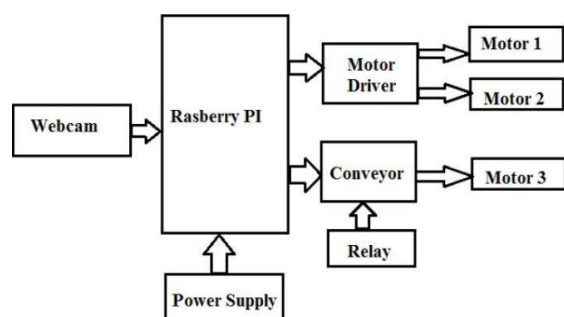 Webcam
Rasberry PI
Motor
Driver
Motor 1
Motor 2
Conveyor
Motor 3
Relay
Power Supply